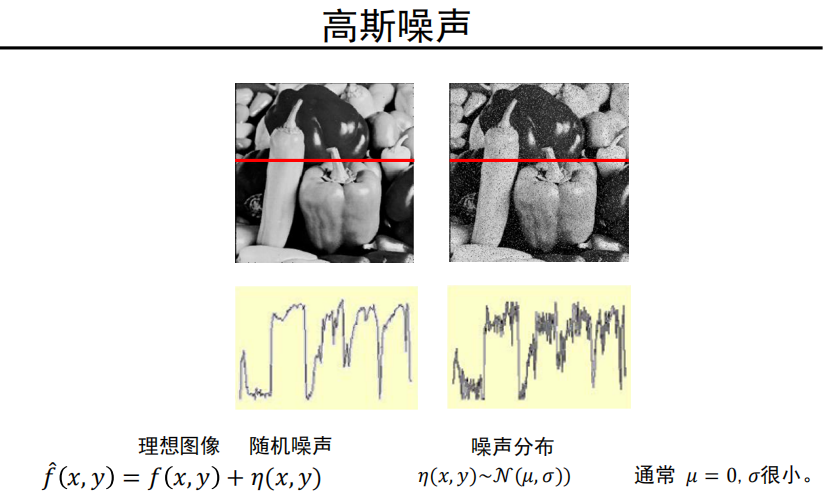 高斯噪声
理想图像 随机噪声 噪声分布
f̂(x, y) = f(x, y) + η(x, y) η(x, y)~𝒩(μ, σ)) 通常 μ = 0, σ很小。